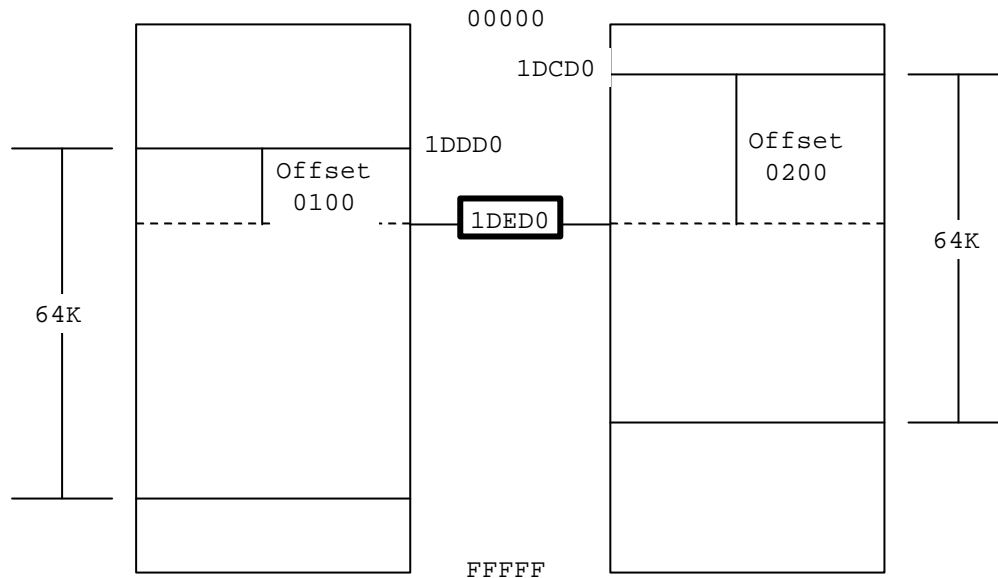 00000
1DCD0
1DDD0
Offset
0100
Offset
0200
1DED0
64K
64K
FFFFF